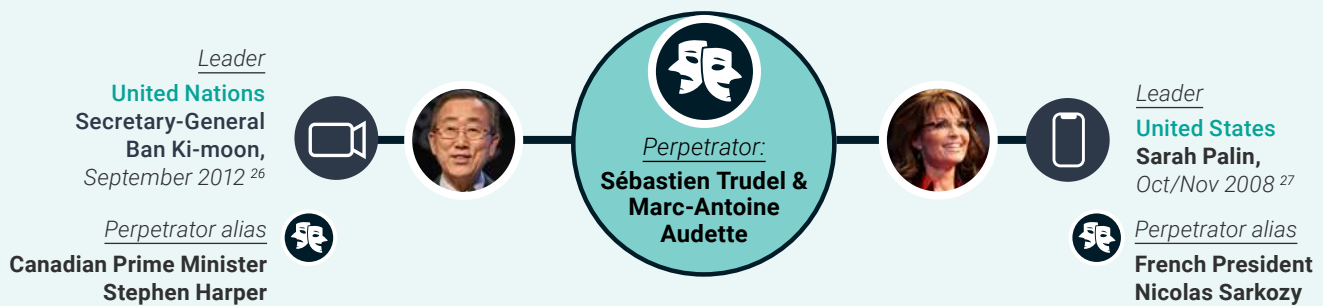 Leader
United Nations
Secretary-General
Ban Ki-moon,
September 2012 26
Perpetrator alias
Canadian Prime Minister
Stephen Harper
Perpetrator:
Sébastien Trudel &
Marc-Antoine
Audette
Leader
United States
Sarah Palin,
Oct/Nov 2008 27
Perpetrator alias
French President
Nicolas Sarkozy